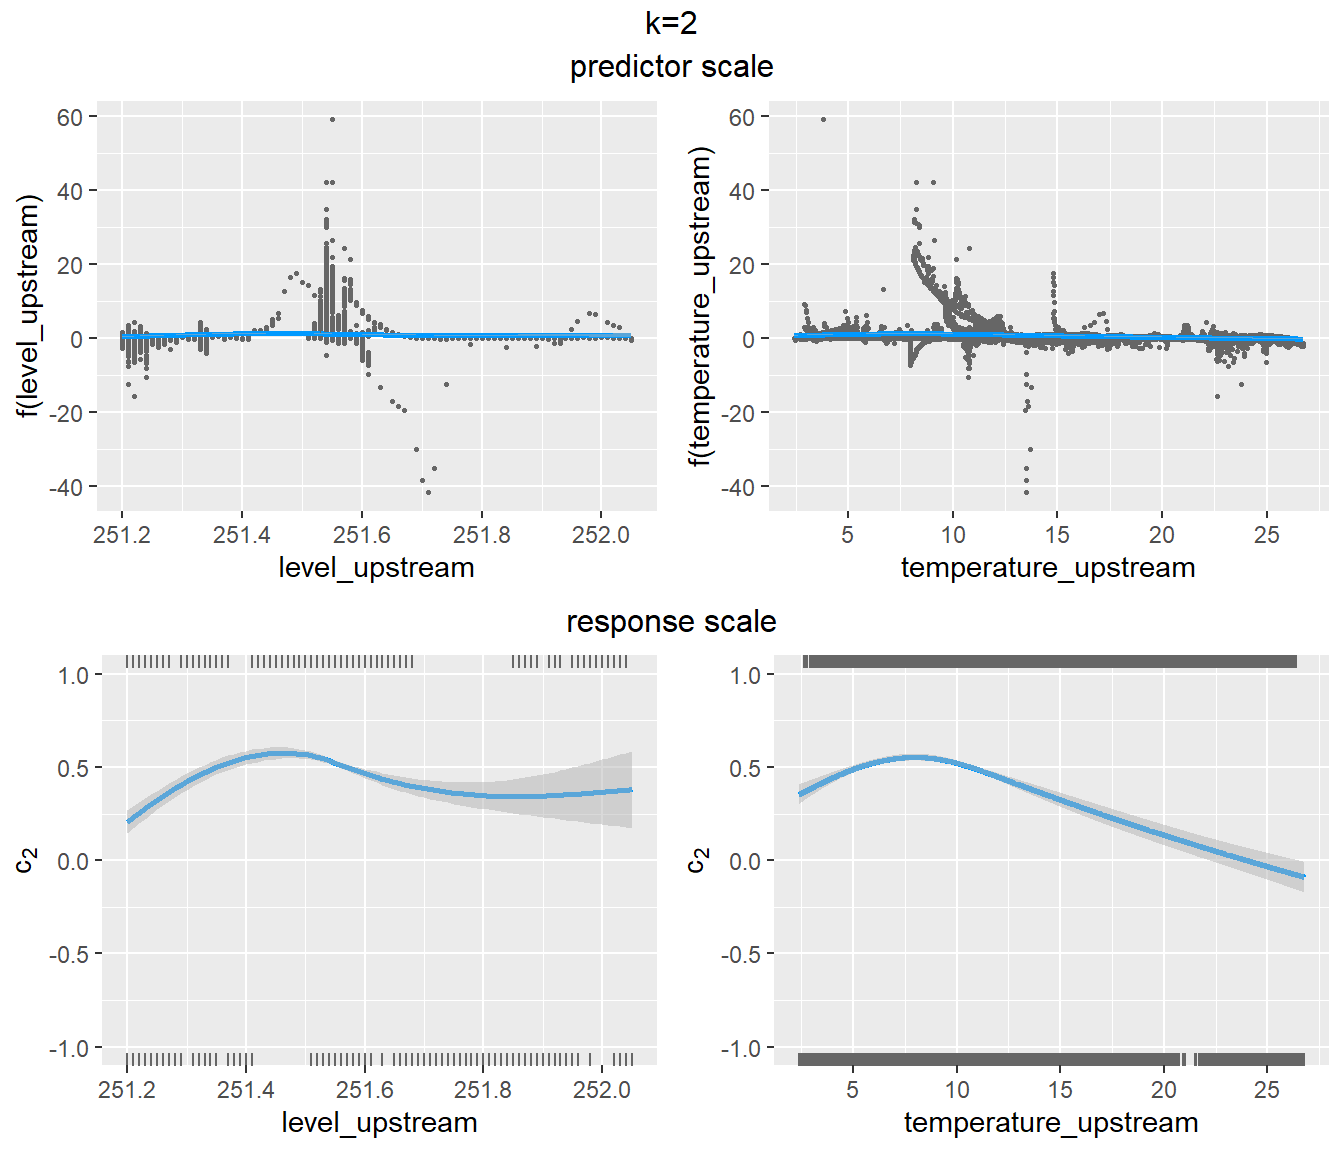 k=2
predictor scale
f(level_upstream)
60
40
20
0
-20
-40
251.2 251.4 251.6 251.8 252.0
level_upstream
f(temperature_upstream)
60
40
20
0
-20
-40
5 10 15 20 25
temperature_upstream
response scale
c₂
1.0
0.5
0.0
-0.5
-1.0
251.2 251.4 251.6 251.8 252.0
level_upstream
c₂
1.0
0.5
0.0
-0.5
-1.0
5 10 15 20 25
temperature_upstream